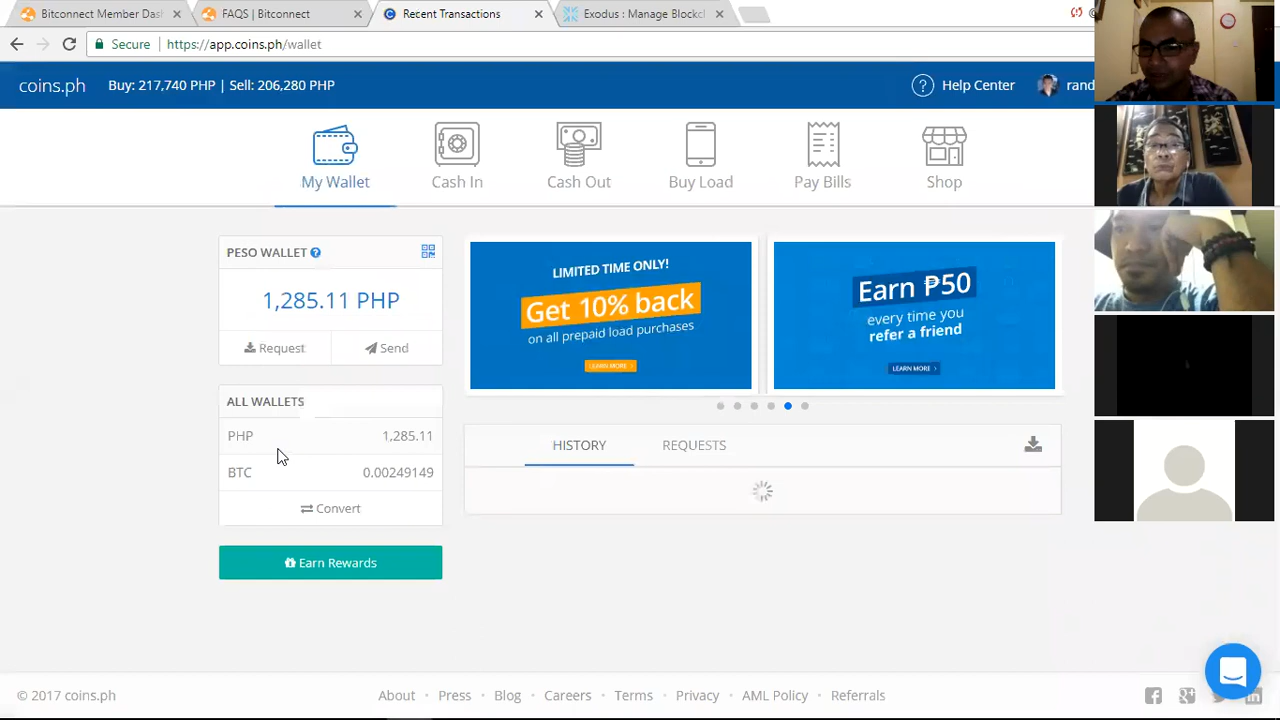 Bitconnect Member Das
FAQS | Bitconnect
Recent Transactions
Exodus : Manage Blockc
Secure
https://app.coins.ph/wallet
coins.ph
Buy: 217,740 PHP | Sell: 206,280 PHP
Help Center
rand
My Wallet
Cash In
Cash Out
Buy Load
Pay Bills
Shop
PESO WALLET
1,285.11 PHP
Request
Send
ALL WALLETS
PHP 1,285.11
BTC 0.00249149
Convert
Earn Rewards
LIMITED TIME ONLY!
Get 10% back
on all prepaid load purchases
LEARN MORE >
Earn ₱50
every time you
refer a friend
LEARN MORE >
HISTORY
REQUESTS
© 2017 coins.ph
About · Press · Blog · Careers · Terms · Privacy · AML Policy · Referrals